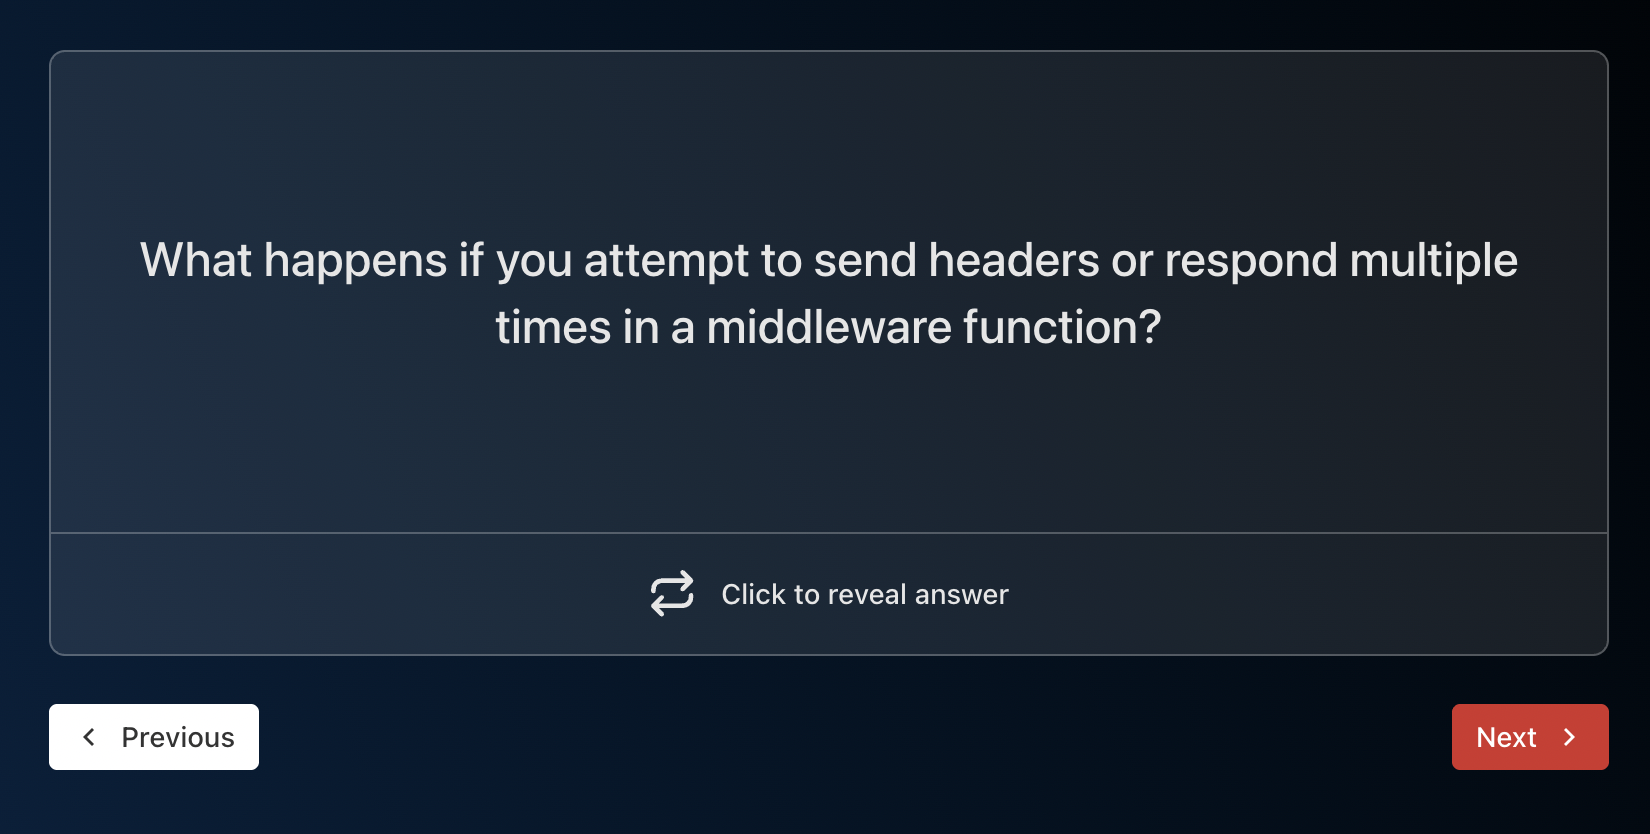 What happens if you attempt to send headers or respond multiple
times in a middleware function?
Click to reveal answer
Previous
Next